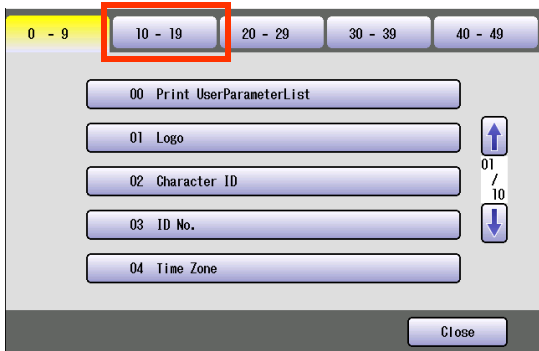 0 - 9 10 - 19 20 - 29 30 - 39 40 - 49
00 Print UserParameterList
01 Logo
02 Character ID
03 ID No.
04 Time Zone
01
/
10
Close